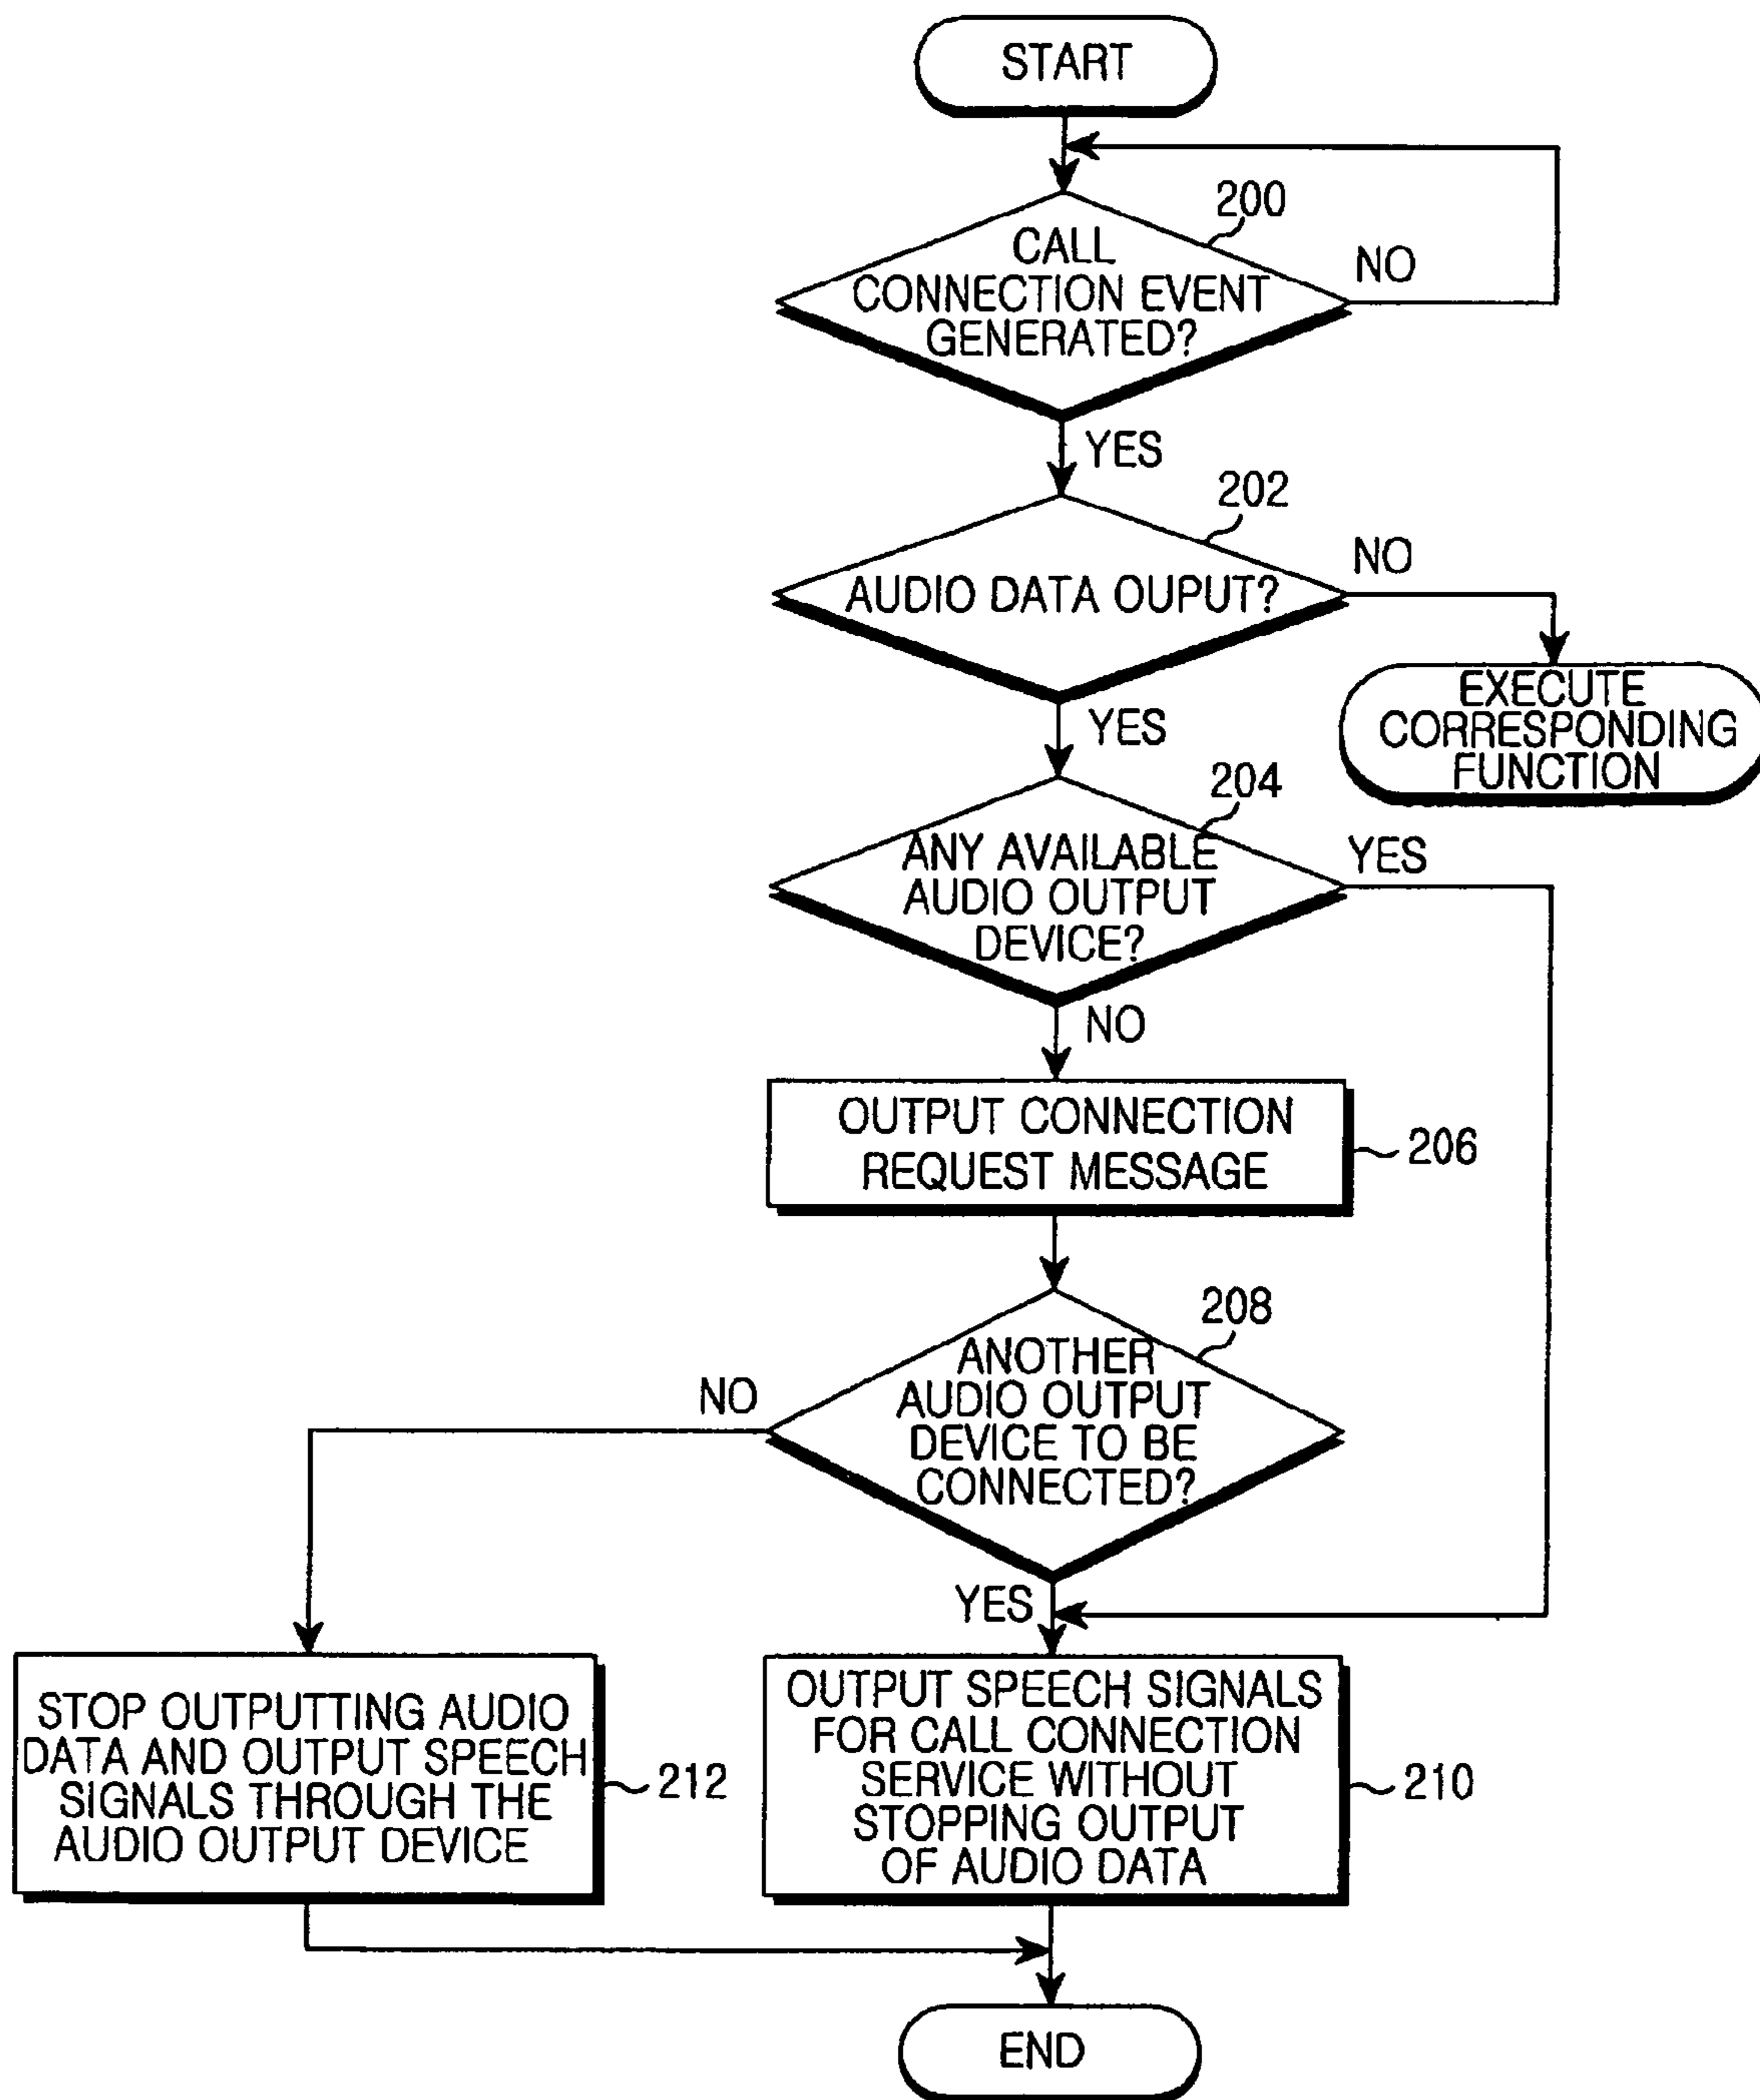 START
200
CALL
CONNECTION EVENT
GENERATED?
NO
YES
202
AUDIO DATA OUPUT?
NO
EXECUTE
CORRESPONDING
FUNCTION
YES
204
ANY AVAILABLE
AUDIO OUTPUT
DEVICE?
YES
NO
OUTPUT CONNECTION
REQUEST MESSAGE
206
208
ANOTHER
AUDIO OUTPUT
DEVICE TO BE
CONNECTED?
NO
YES
STOP OUTPUTTING AUDIO
DATA AND OUTPUT SPEECH
SIGNALS THROUGH THE
AUDIO OUTPUT DEVICE
212
OUTPUT SPEECH SIGNALS
FOR CALL CONNECTION
SERVICE WITHOUT
STOPPING OUTPUT
OF AUDIO DATA
210
END